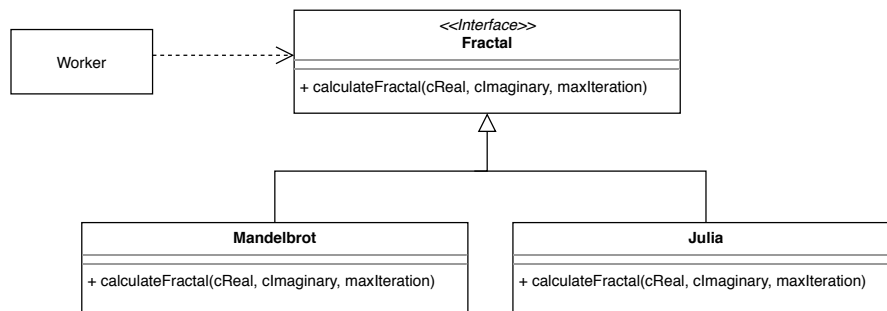 <<Interface>>
Fractal
Worker
+ calculateFractal(cReal, cImaginary, maxIteration)
Mandelbrot
+ calculateFractal(cReal, cImaginary, maxIteration)
Julia
+ calculateFractal(cReal, cImaginary, maxIteration)